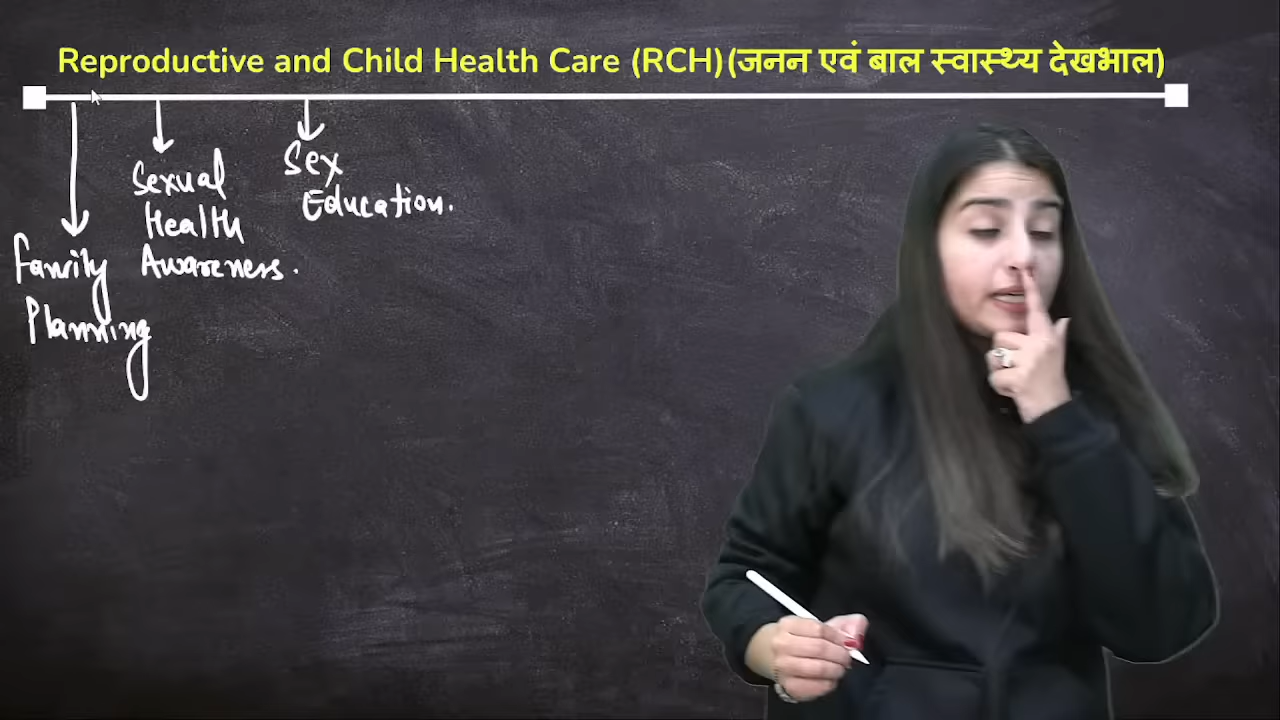 Reproductive and Child Health Care (RCH)(जनन एवं बाल स्वास्थ्य देखभाल)
Family
Planning
Sexual
Health
Awareness.
Sex
Education.